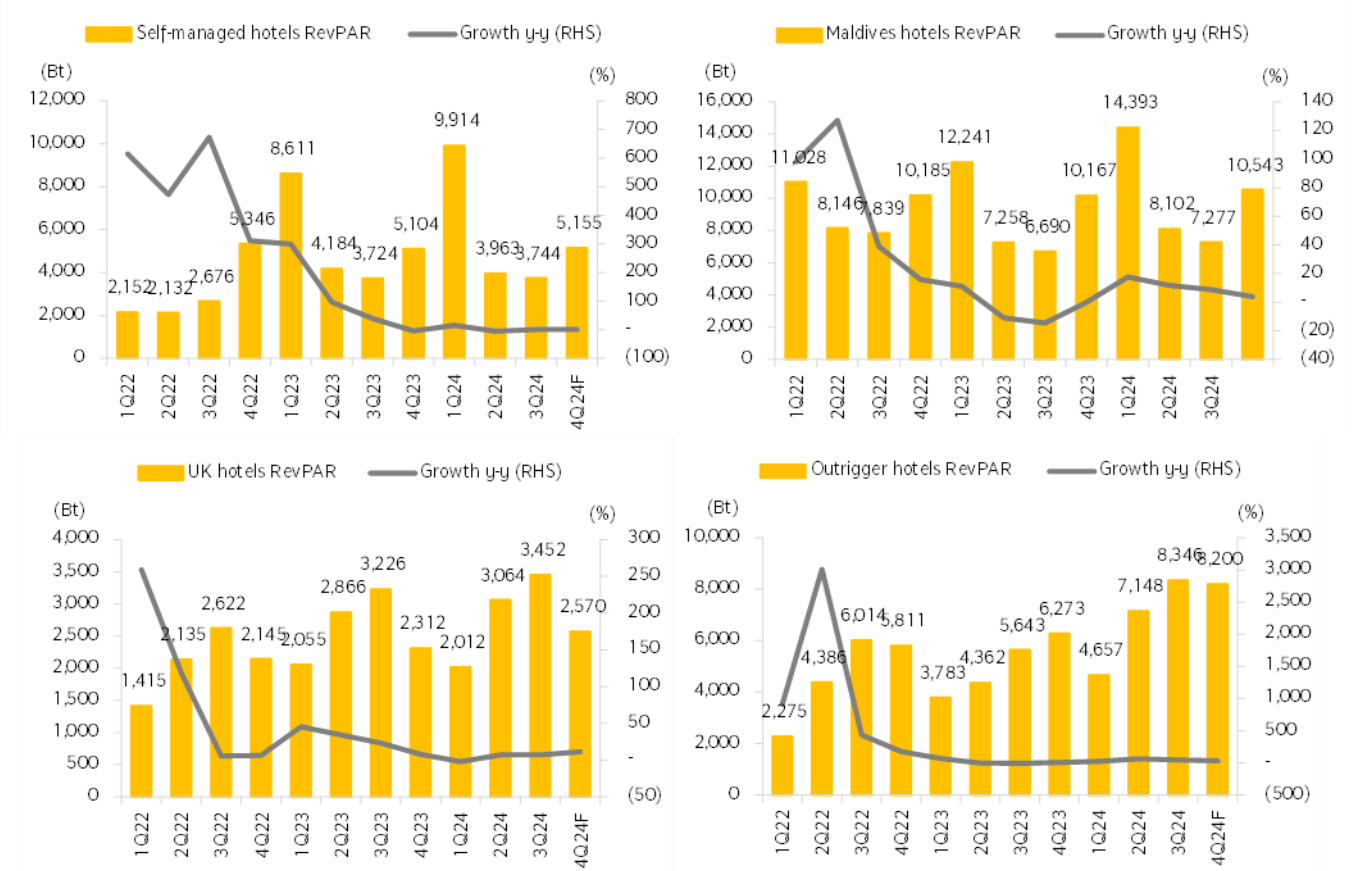 Self-managed hotels RevPAR Growth y-y (RHS)
(Bt) (%)
12,000
10,000
8,000
6,000
4,000
2,000
0
2,152
2,132
2,676
5,346
8,611
4,184
3,724
5,104
9,914
3,963
3,744
5,155
800
700
600
500
400
300
200
100
-
(100)
1Q22
2Q22
3Q22
4Q22
1Q23
2Q23
3Q23
4Q23
1Q24
2Q24
3Q24
4Q24F
Maldives hotels RevPAR Growth y-y (RHS)
(Bt) (%)
16,000
14,000
12,000
10,000
8,000
6,000
4,000
2,000
0
11,028
8,146
7,839
10,185
12,241
7,258
6,690
10,167
14,393
8,102
7,277
10,543
140
120
100
80
60
40
20
-
(20)
(40)
1Q22
2Q22
3Q22
4Q22
1Q23
2Q23
3Q23
4Q23
1Q24
2Q24
3Q24
UK hotels RevPAR Growth y-y (RHS)
(Bt) (%)
4,000
3,500
3,000
2,500
2,000
1,500
1,000
500
0
1,415
2,135
2,622
2,145
2,055
2,866
3,226
2,312
2,012
3,064
3,452
2,570
300
250
200
150
100
50
-
(50)
1Q22
2Q22
3Q22
4Q22
1Q23
2Q23
3Q23
4Q23
1Q24
2Q24
3Q24
4Q24F
Outrigger hotels RevPAR Growth y-y (RHS)
(Bt) (%)
10,000
8,000
6,000
4,000
2,000
0
2,275
4,386
6,014
5,811
3,783
4,362
5,643
6,273
4,657
7,148
8,346
8,200
3,500
3,000
2,500
2,000
1,500
1,000
500
-
(500)
1Q22
2Q22
3Q22
4Q22
1Q23
2Q23
3Q23
4Q23
1Q24
2Q24
3Q24
4Q24F